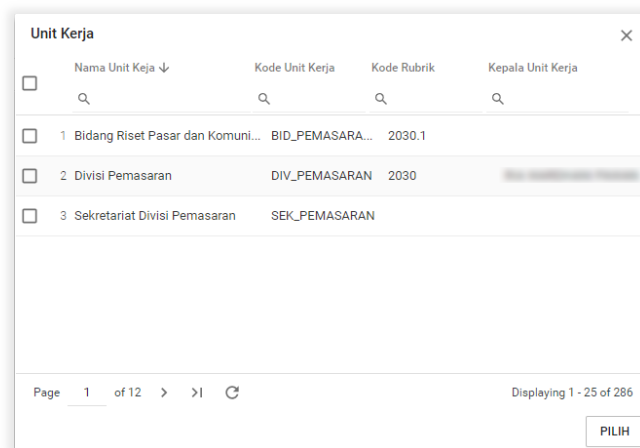 Unit Kerja
Nama Unit Keja Kode Unit Kerja Kode Rubrik Kepala Unit Kerja
1 Bidang Riset Pasar dan Komuni... BID_PEMASARA... 2030.1
2 Divisi Pemasaran DIV_PEMASARAN 2030
3 Sekretariat Divisi Pemasaran SEK_PEMASARAN
Page 1 of 12 Displaying 1 - 25 of 286
PILIH